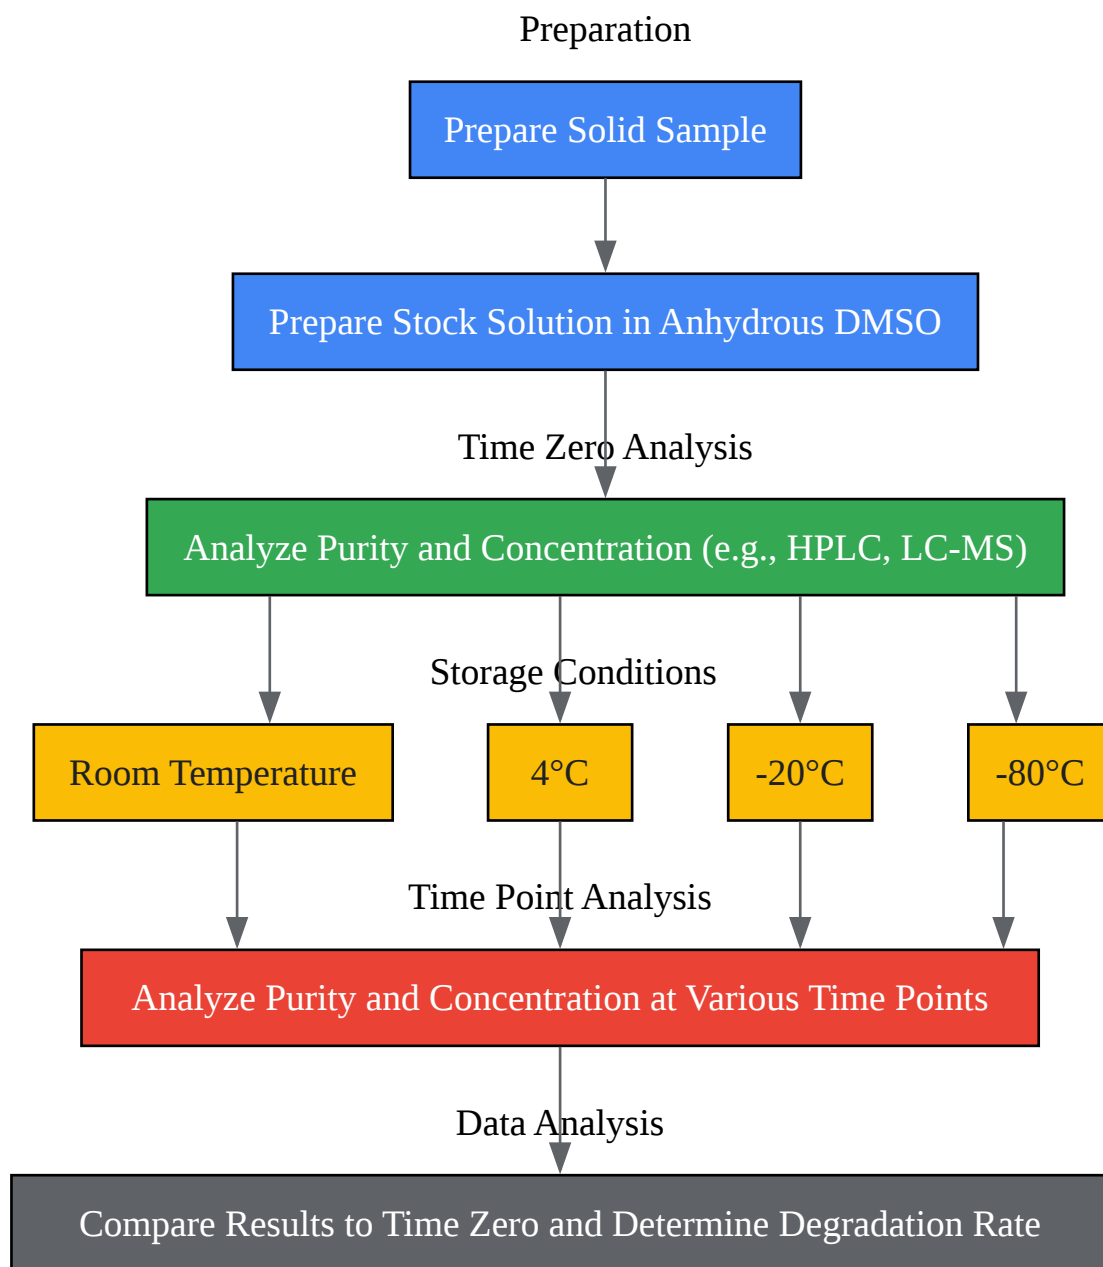 Preparation
Prepare Solid Sample
Prepare Stock Solution in Anhydrous DMSO
Time Zero Analysis
Analyze Purity and Concentration (e.g., HPLC, LC-MS)
Storage Conditions
Room Temperature
4°C
-20°C
-80°C
Time Point Analysis
Analyze Purity and Concentration at Various Time Points
Data Analysis
Compare Results to Time Zero and Determine Degradation Rate